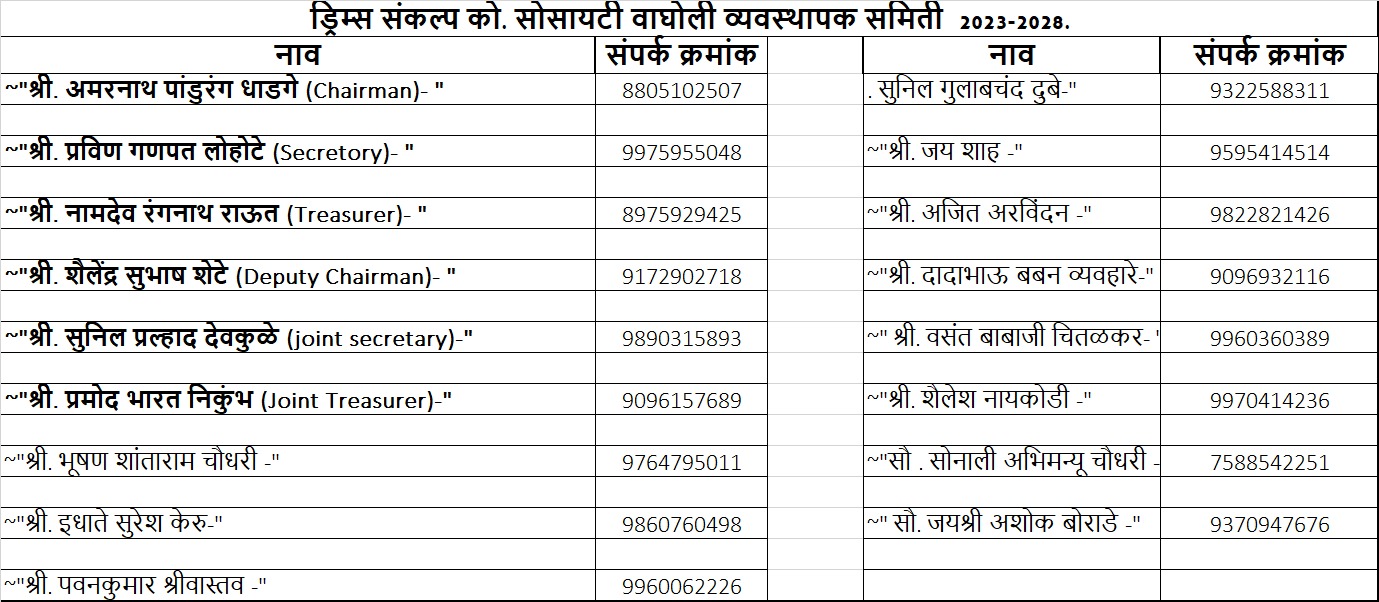 ड्रिम्स संकल्प को. सोसायटी वाघोली व्यवस्थापक समिती 2023-2028.
नाव संपर्क क्रमांक नाव संपर्क क्रमांक
~"श्री. अमरनाथ पांडुरंग धाडगे (Chairman)- " 8805102507 . सुनिल गुलाबचंद दुबे-" 9322588311
~"श्री. प्रविण गणपत लोहोटे (Secretory)- " 9975955048 ~"श्री. जय शाह -" 9595414514
~"श्री. नामदेव रंगनाथ राऊत (Treasurer)- " 8975929425 ~"श्री. अजित अरविंदन -" 9822821426
~"श्री. शैलेंद्र सुभाष शेटे (Deputy Chairman)- " 9172902718 ~"श्री. दादाभाऊ बबन व्यवहारे-" 9096932116
~"श्री. सुनिल प्रल्हाद देवकुळे (joint secretary)-" 9890315893 ~" श्री. वसंत बाबाजी चितळकर- ' 9960360389
~"श्री. प्रमोद भारत निकुंभ (Joint Treasurer)-" 9096157689 ~"श्री. शैलेश नायकोडी -" 9970414236
~"श्री. भूषण शांताराम चौधरी -" 9764795011 ~"सौ . सोनाली अभिमन्यू चौधरी - 7588542251
~"श्री. इधाते सुरेश केरु-" 9860760498 ~" सौ. जयश्री अशोक बोराडे -" 9370947676
~"श्री. पवनकुमार श्रीवास्तव -" 9960062226